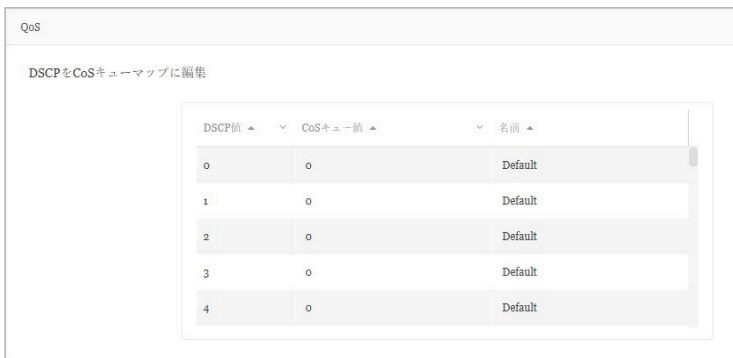 QoS
DSCPをCoSキューマップに編集
DSCP値 CoSキュー値 名前
0 0 Default
1 0 Default
2 0 Default
3 0 Default
4 0 Default